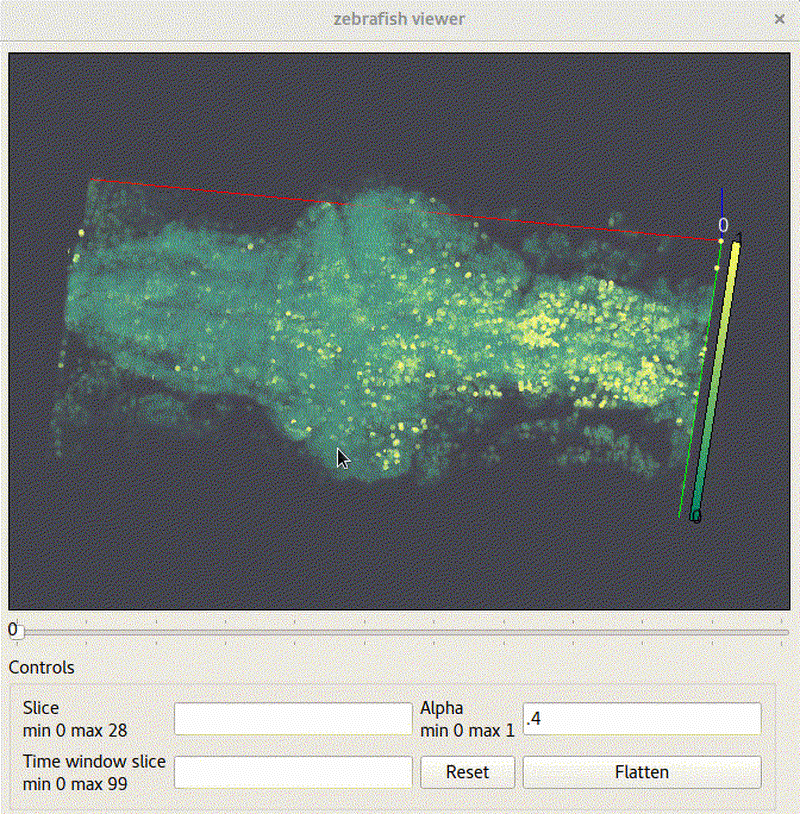 zebrafish viewer
0
1
0
0
Controls
Slice
min 0 max 28
Alpha
min 0 max 1
.4
Time window slice
min 0 max 99
Reset
Flatten